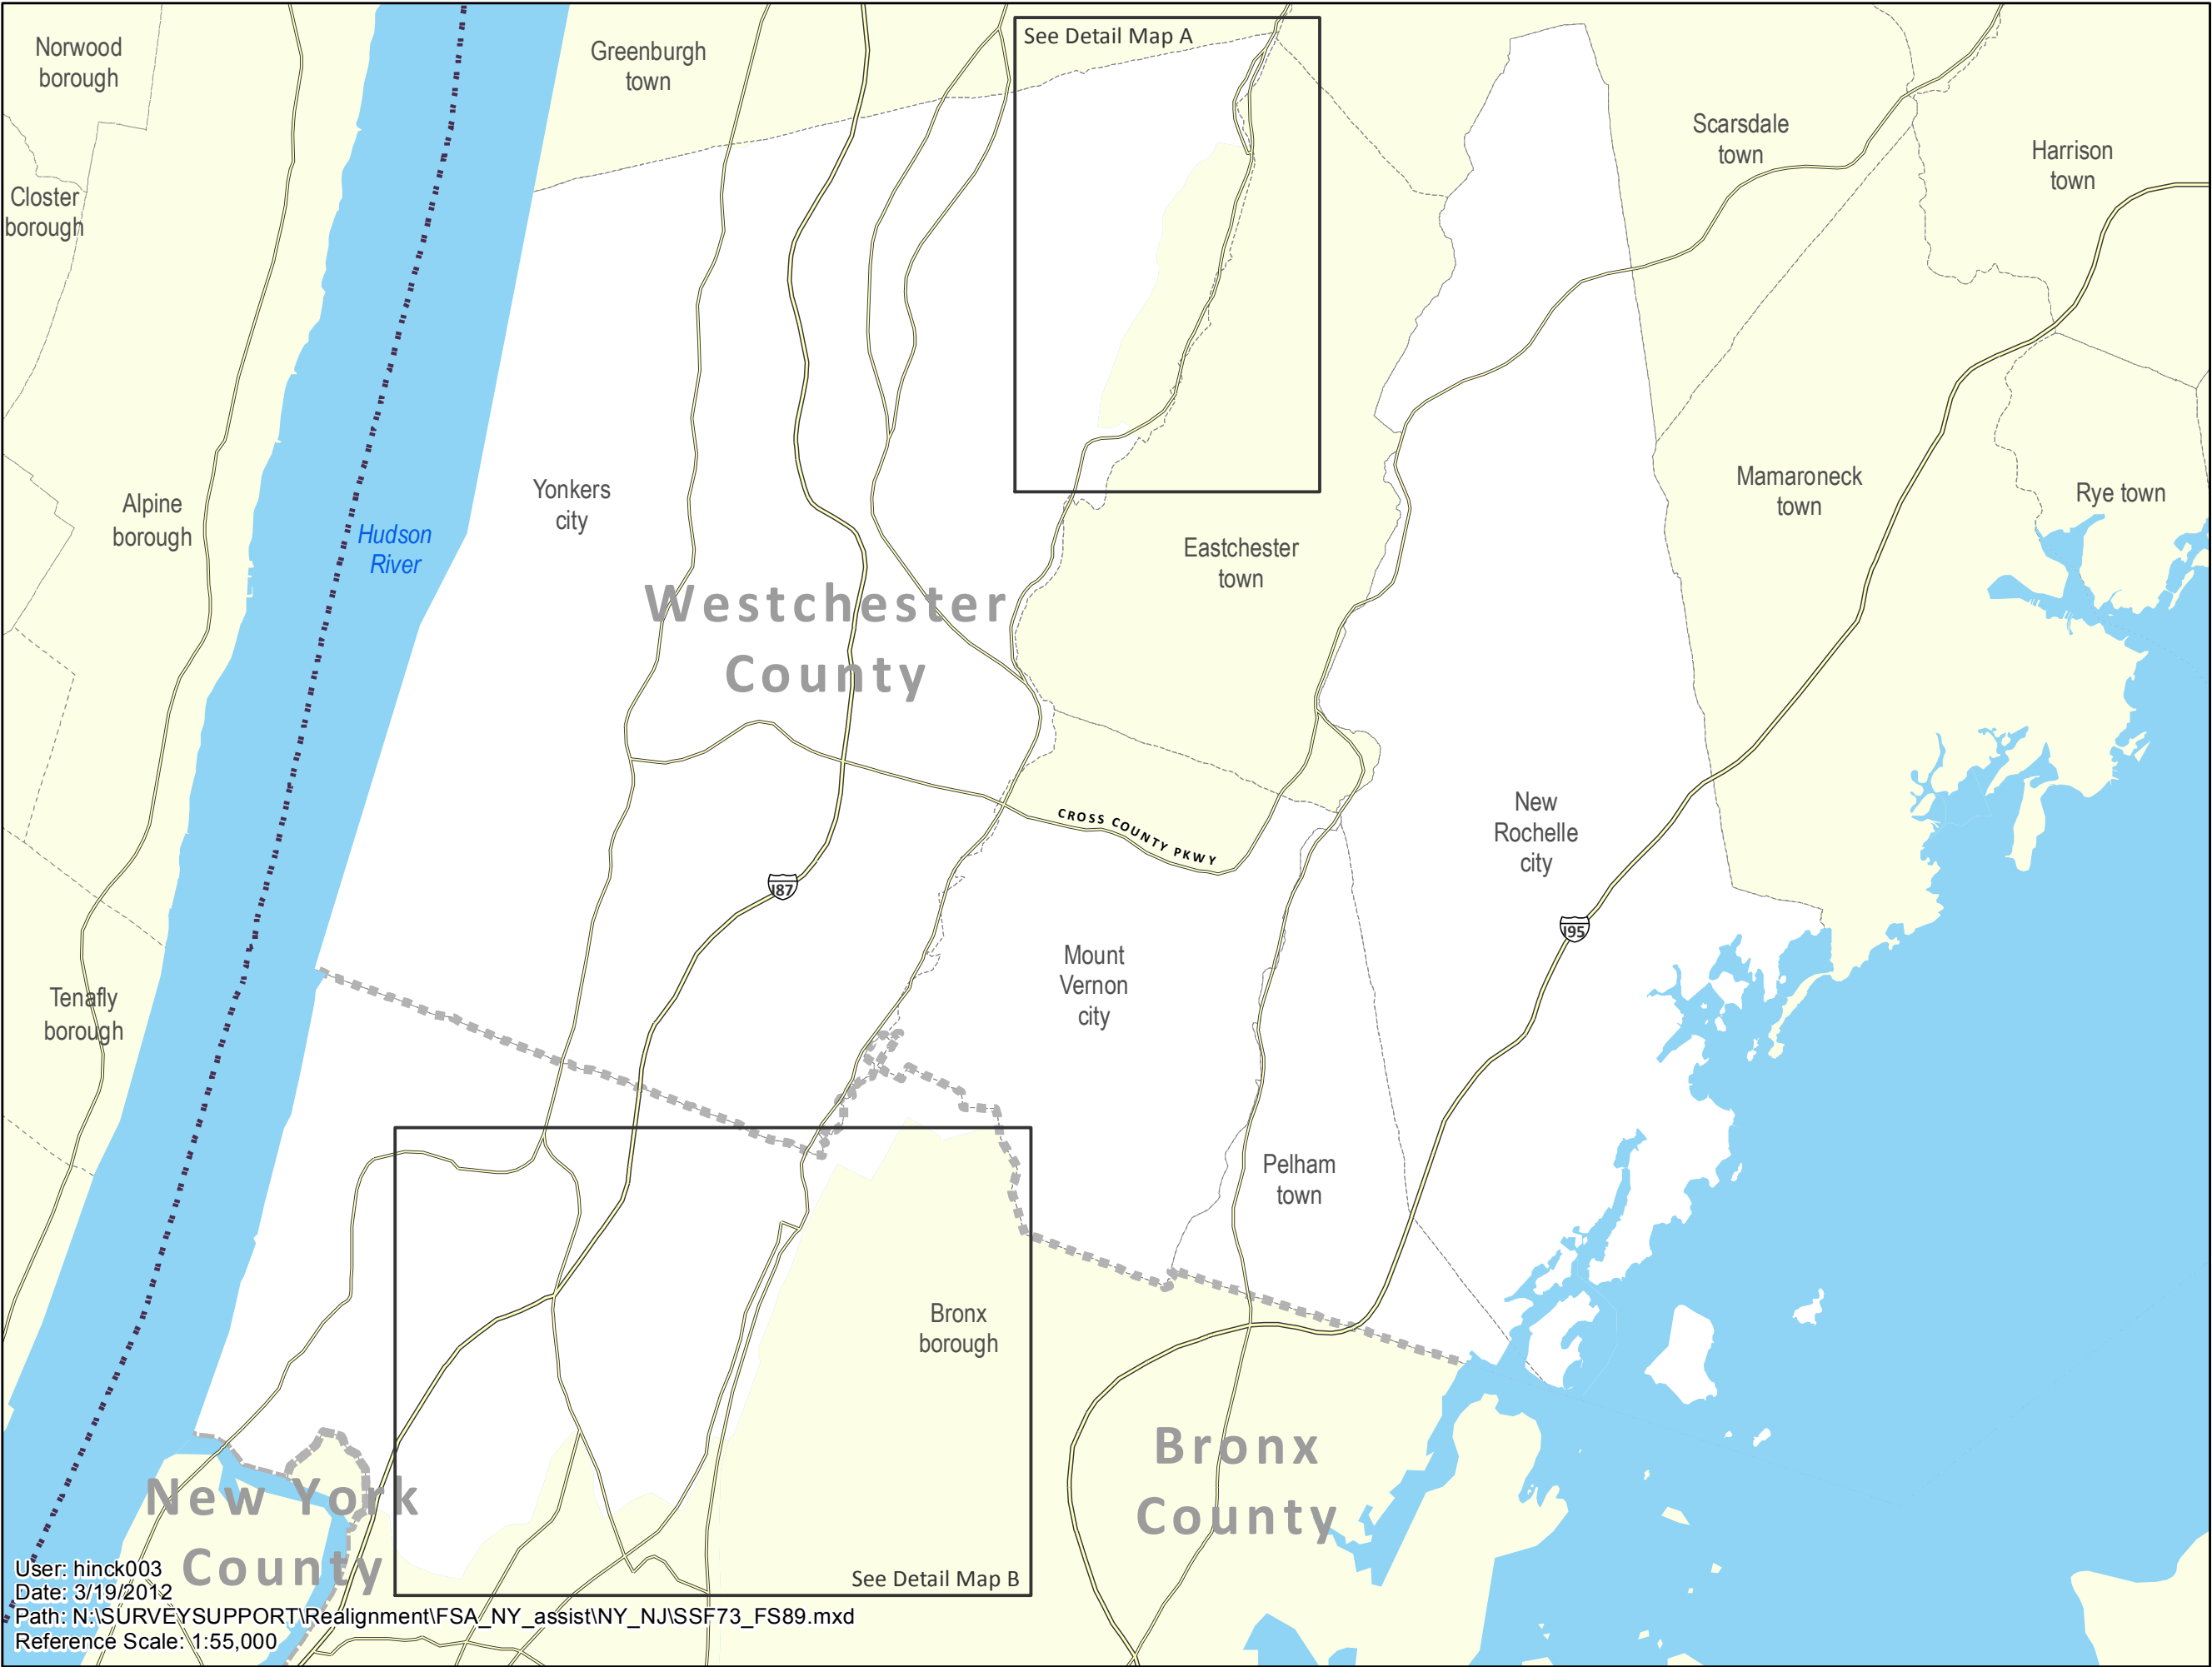 See Detail Map A
Norwood
borough
Greenburgh
town
Scarsdale
town
Harrison
town
Closter
borough
Alpine
borough
Hudson
River
Yonkers
city
Mamaroneck
town
Rye town
Eastchester
town
Westchester
County
CROSS COUNTY PKWY
New
Rochelle
city
I87
I95
Mount
Vernon
city
Tenafly
borough
Pelham
town
Bronx
borough
Bronx
County
New York
County
See Detail Map B
User: hinck003
Date: 3/19/2012
Path: N:\SURVEYSUPPORT\Realignment\FSA_NY_assist\NY_NJ\SSF73_FS89.mxd
Reference Scale: 1:55,000